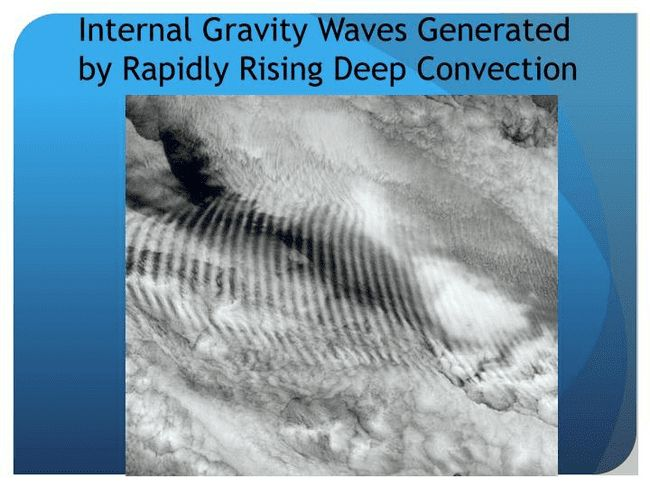 Internal Gravity Waves Generated
by Rapidly Rising Deep Convection